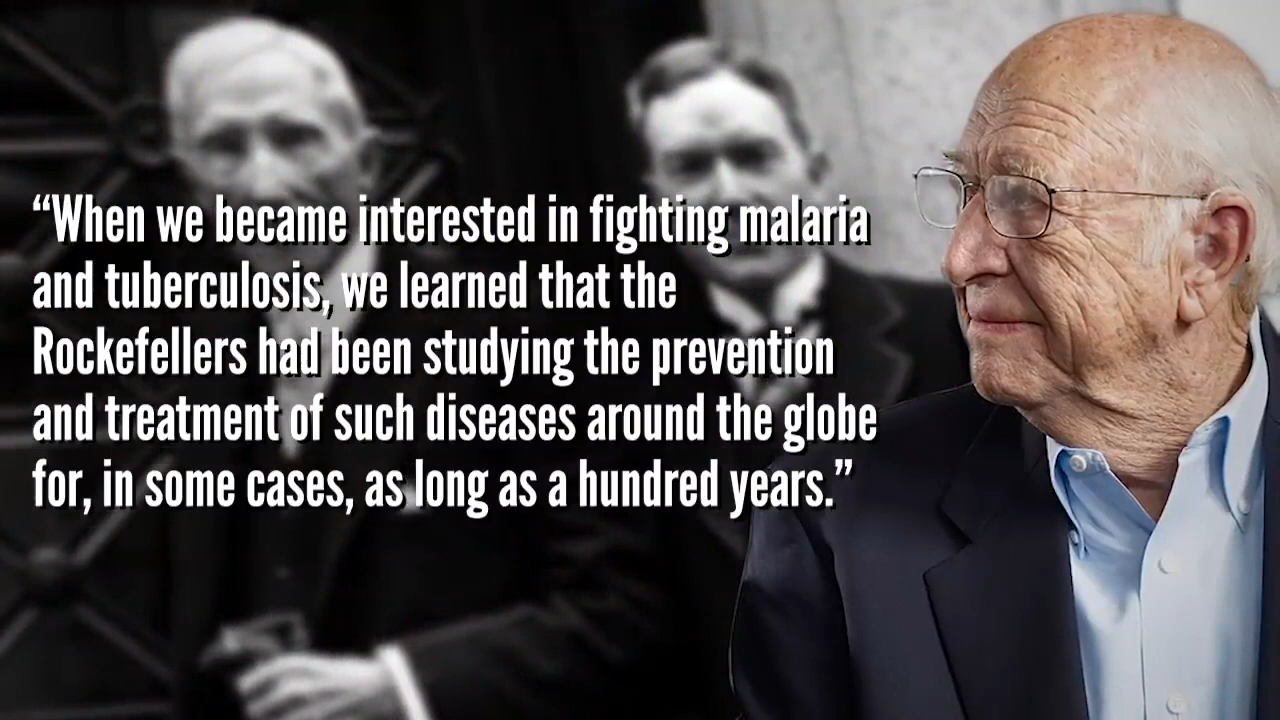 “When we became interested in fighting malaria
and tuberculosis, we learned that the
Rockefellers had been studying the prevention
and treatment of such diseases around the globe
for, in some cases, as long as a hundred years.”